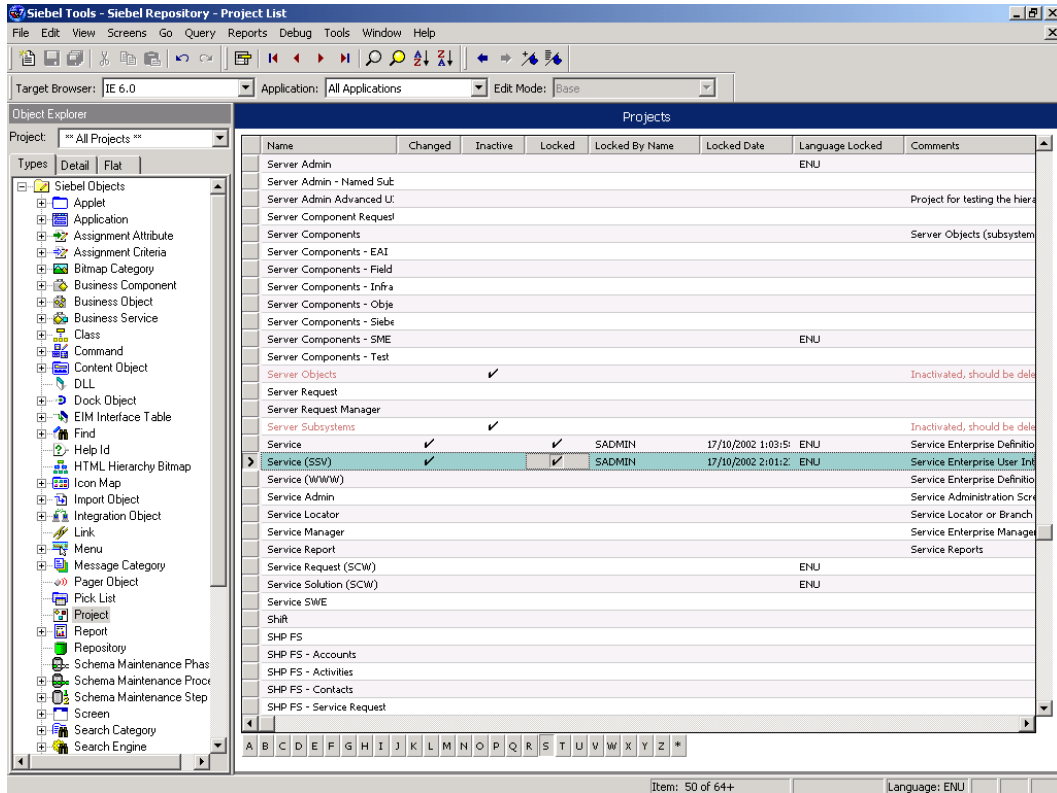 Siebel Tools - Siebel Repository - Project List
File Edit View Screens Go Query Reports Debug Tools Window Help
Target Browser: IE 6.0 Application: All Applications Edit Mode: Base
Object Explorer
Projects
Project: ** All Projects **
Types Detail Flat
Siebel Objects
Applet
Application
Assignment Attribute
Assignment Criteria
Bitmap Category
Business Component
Business Object
Business Service
Class
Command
Content Object
DLL
Dock Object
EIM Interface Table
Find
Help Id
HTML Hierarchy Bitmap
Icon Map
Import Object
Integration Object
Link
Menu
Message Category
Pager Object
Pick List
Project
Report
Repository
Schema Maintenance Phas
Schema Maintenance Proce
Schema Maintenance Step
Screen
Search Category
Search Engine
Name Changed Inactive Locked Locked By Name Locked Date Language Locked Comments
Server Admin ENU
Server Admin - Named Sub
Server Admin Advanced U Project for testing the hiera
Server Component Request
Server Components Server Objects (subsystem
Server Components - EAI
Server Components - Field
Server Components - Infra
Server Components - Obje
Server Components - Siebe
Server Components - SME ENU
Server Components - Test
Server Objects ✓ Inactivated, should be dele
Server Request
Server Request Manager
Server Subsystems ✓ Inactivated, should be dele
Service ✓ ✓ SADMIN 17/10/2002 1:03:5 ENU Service Enterprise Definitio
Service (SSV) ✓ ✓ SADMIN 17/10/2002 2:01:2 ENU Service Enterprise User Int
Service (WWW) Service Enterprise Definitio
Service Admin Service Administration Scre
Service Locator Service Locator or Branch
Service Manager Service Enterprise Manager
Service Report Service Reports
Service Request (SCW) ENU
Service Solution (SCW) ENU
Service SWE
Shift
SHP FS
SHP FS - Accounts
SHP FS - Activities
SHP FS - Contacts
SHP FS - Service Request
A B C D E F G H I J K L M N O P Q R S T U V W X Y Z *
Item: 50 of 64+ Language: ENU